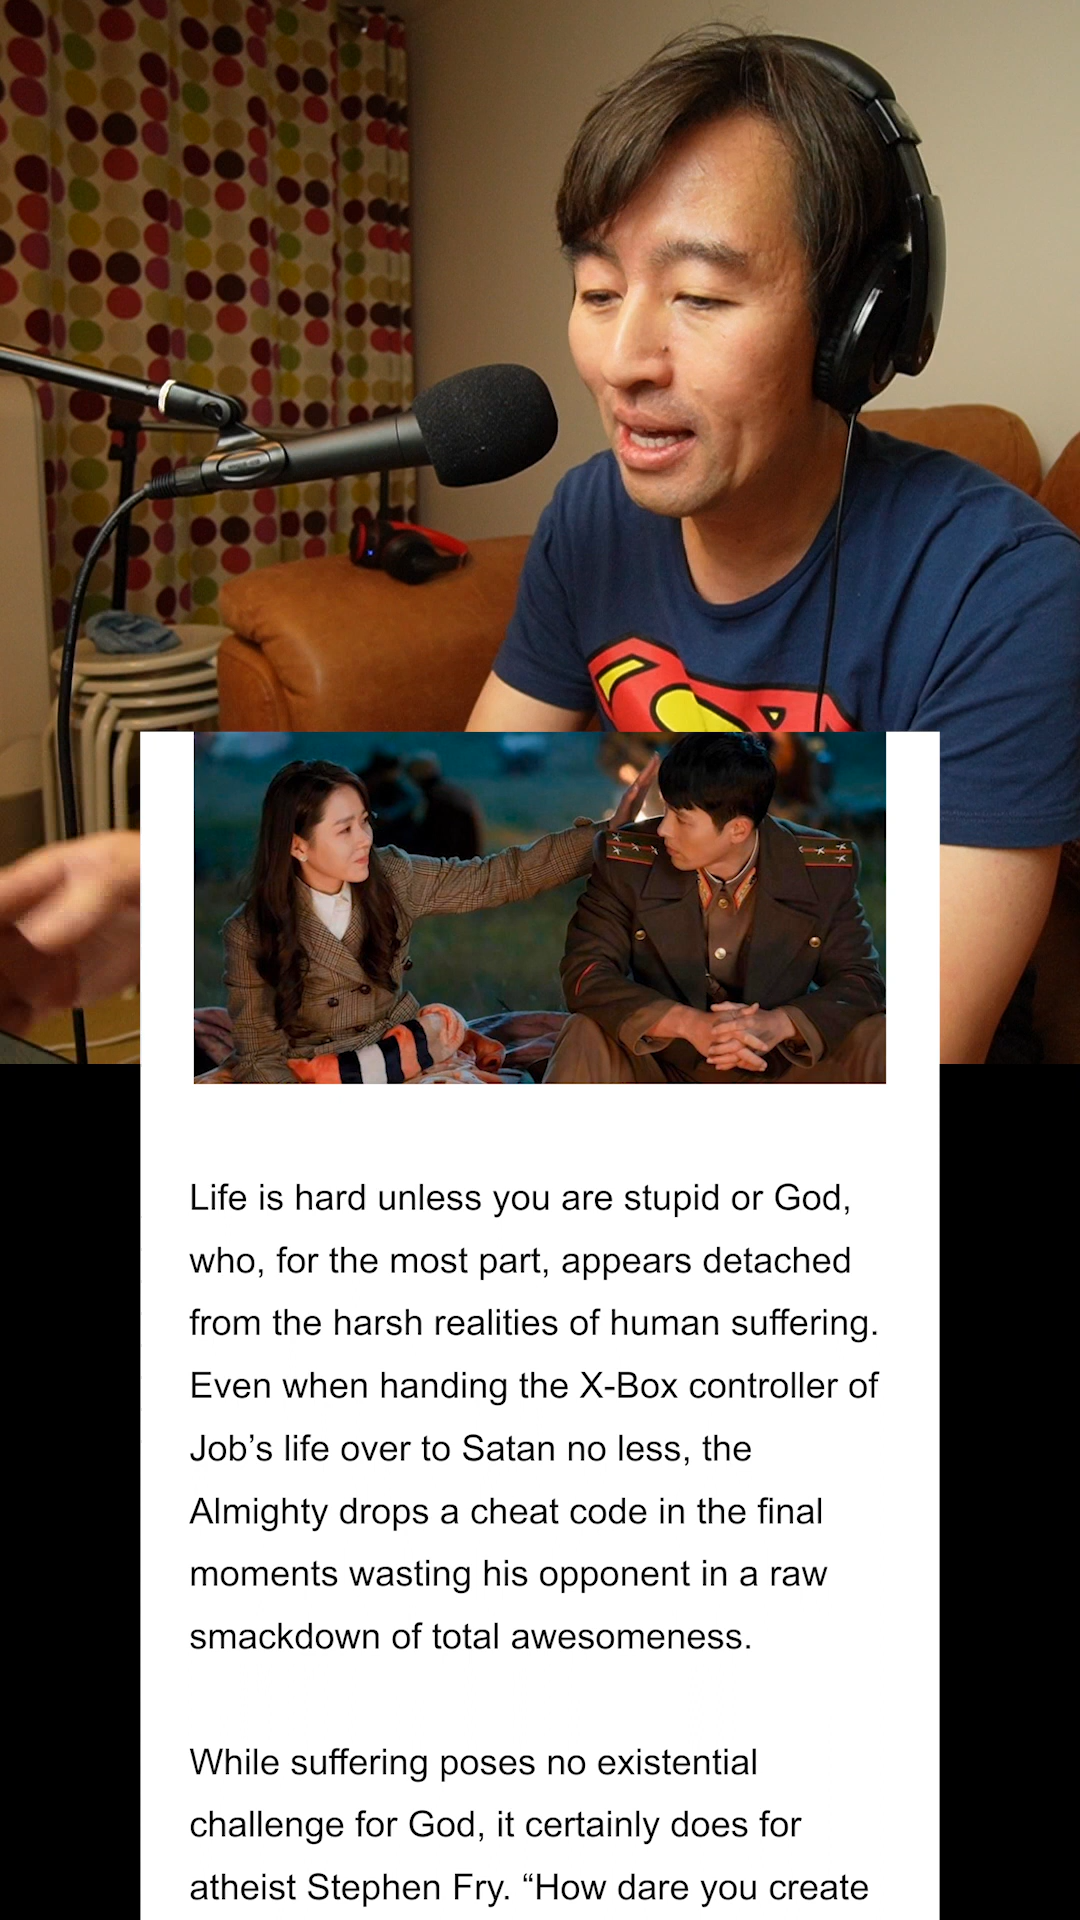 Life is hard unless you are stupid or God,
who, for the most part, appears detached
from the harsh realities of human suffering.
Even when handing the X-Box controller of
Job’s life over to Satan no less, the
Almighty drops a cheat code in the final
moments wasting his opponent in a raw
smackdown of total awesomeness.
While suffering poses no existential
challenge for God, it certainly does for
atheist Stephen Fry. “How dare you create